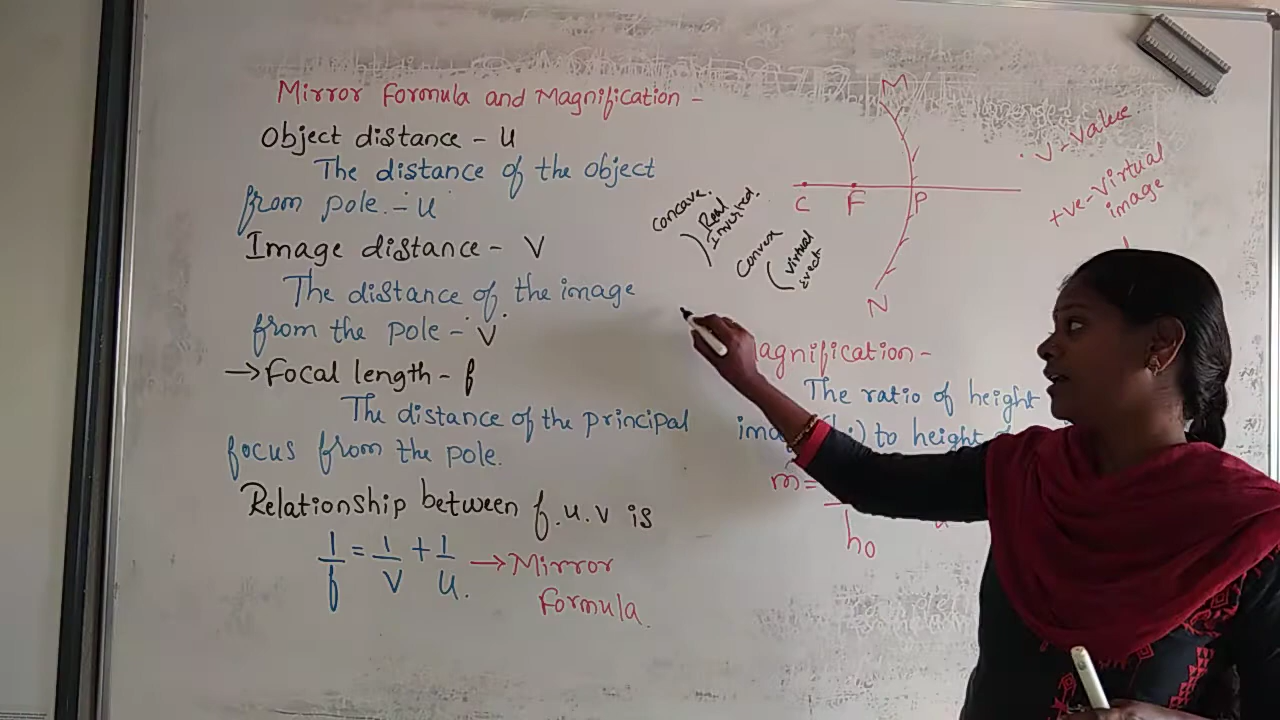 Mirror Formula and Magnification -
Object distance - u
The distance of the object
from pole. - u
Image distance - V
The distance of the image
from the pole - 'V'
→ Focal length - f
The distance of the principal
focus from the pole.
Relationship between f.u.v is
1/f = 1/V + 1/u. → Mirror
Formula.
M
C F P
N
concave.
Real
Inverted.
Convex
virtual
erect
V - Value
+ve - Virtual
image
agnification -
The ratio of height
to height
m =
ho